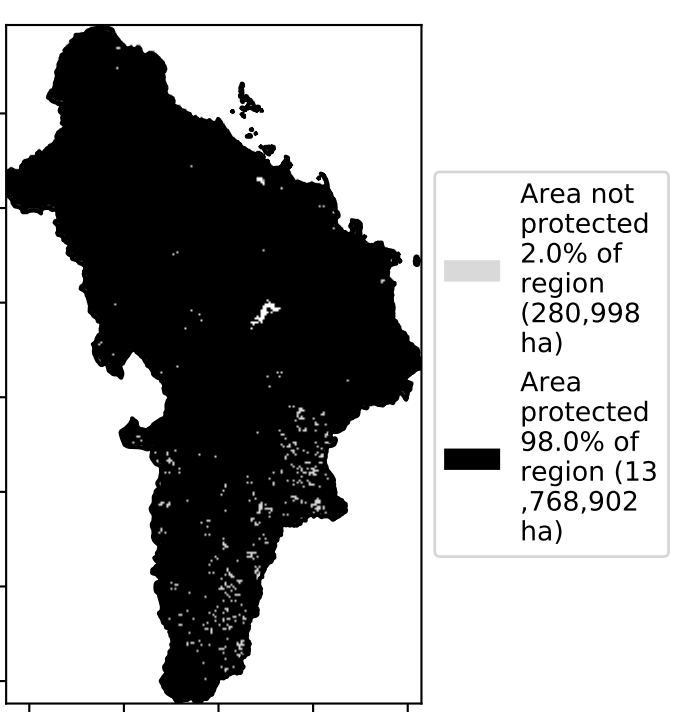 Area not
protected
2.0% of
region
(280,998
ha)
Area
protected
98.0% of
region (13
,768,902
ha)